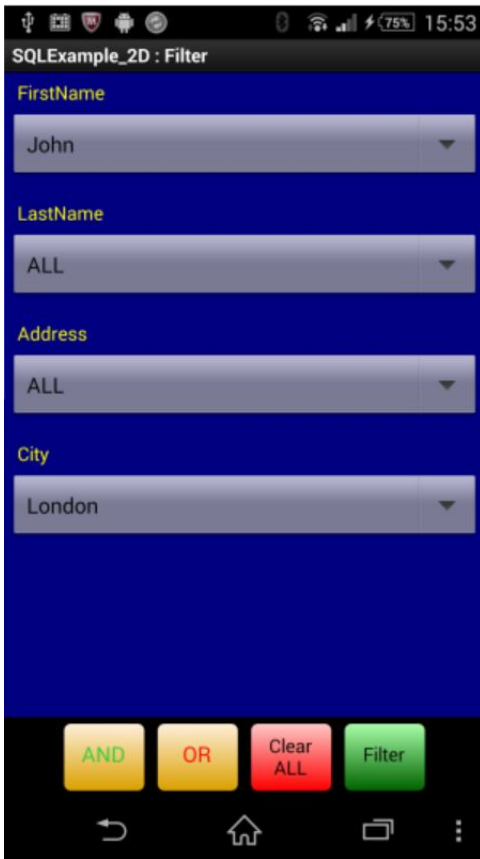 75% 15:53
SQLExample_2D : Filter
FirstName
John
LastName
ALL
Address
ALL
City
London
AND OR Clear ALL Filter